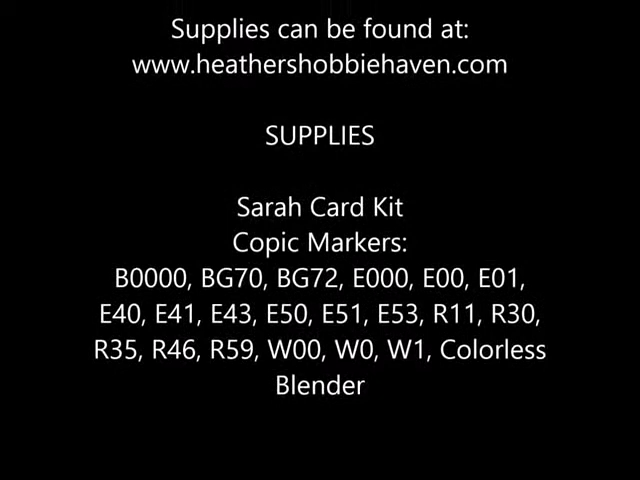 Supplies can be found at:
www.heathershobbiehaven.com
SUPPLIES
Sarah Card Kit
Copic Markers:
B0000, BG70, BG72, E000, E00, E01,
E40, E41, E43, E50, E51, E53, R11, R30,
R35, R46, R59, W00, W0, W1, Colorless
Blender